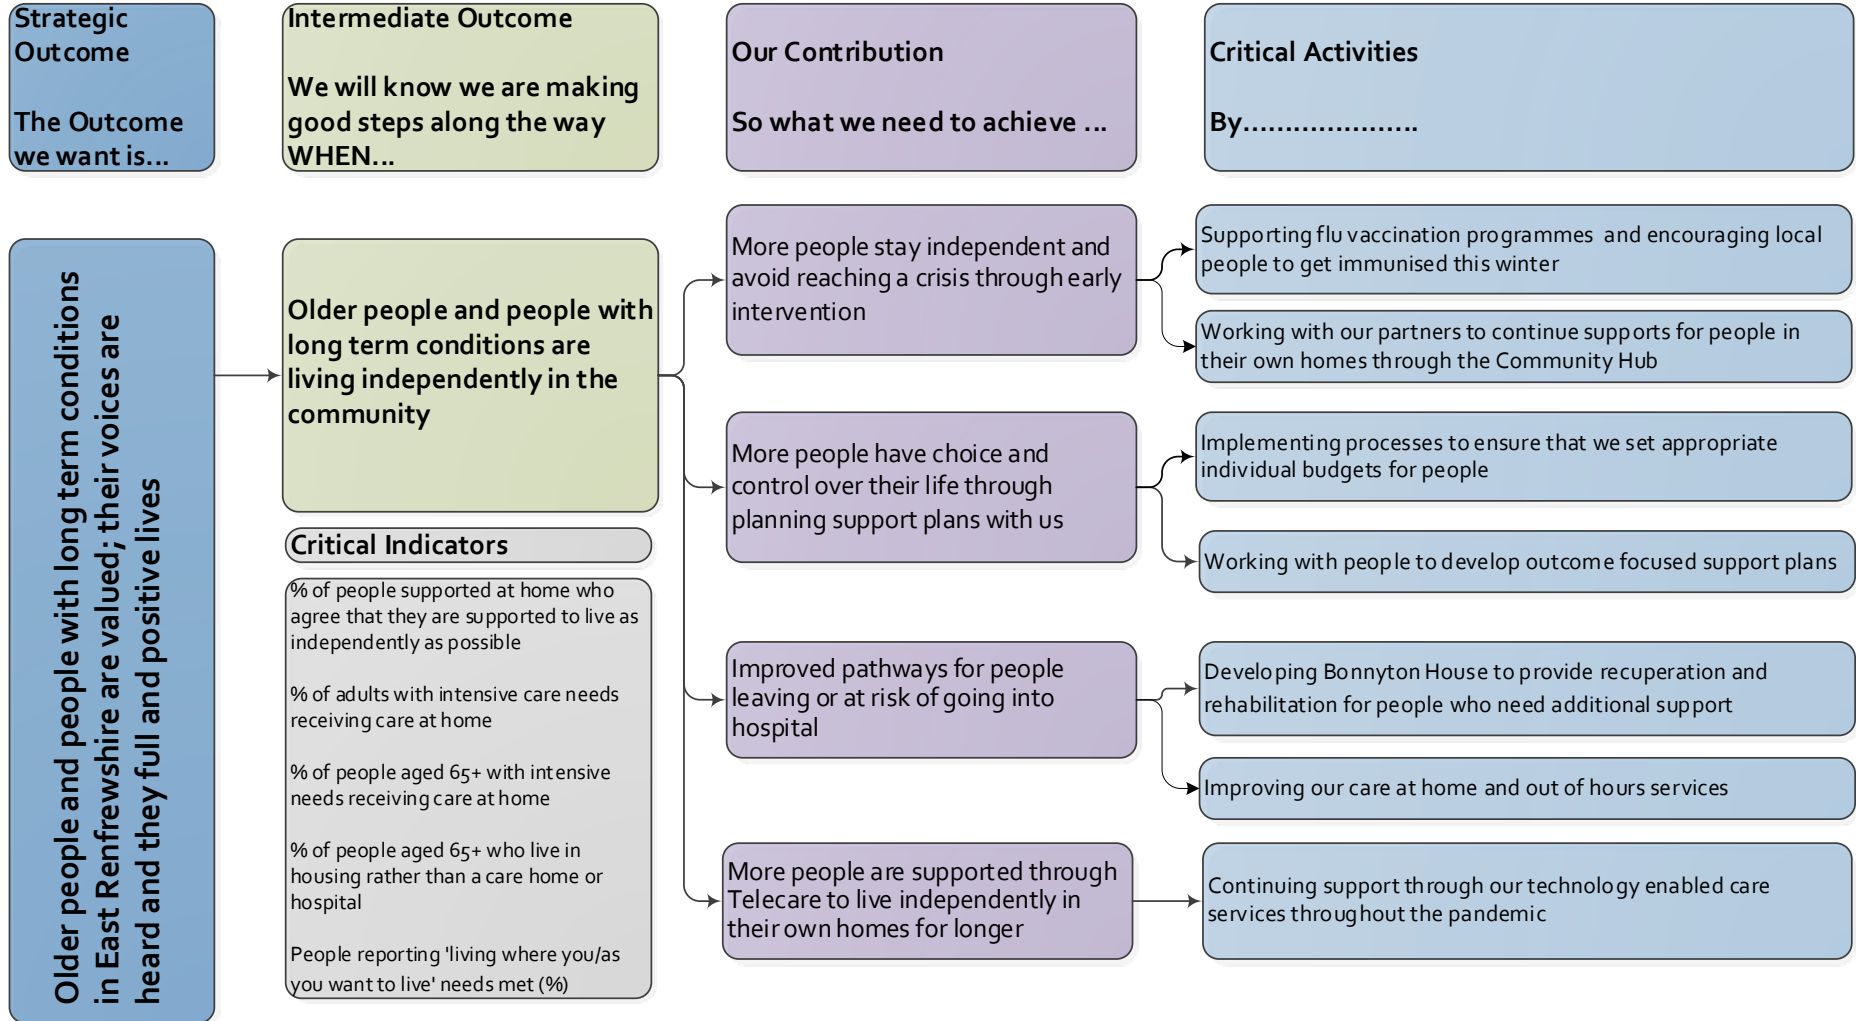 Strategic
Outcome
The Outcome
we want is...
Intermediate Outcome
We will know we are making
good steps along the way
WHEN...
Our Contribution
So what we need to achieve ...
Critical Activities
By.....................
Older people and people with long term conditions
in East Renfrewshire are valued; their voices are
heard and they full and positive lives
Older people and people with
long term conditions are
living independently in the
community
Critical Indicators
% of people supported at home who
agree that they are supported to live as
independently as possible
% of adults with intensive care needs
receiving care at home
% of people aged 65+ with intensive
needs receiving care at home
% of people aged 65+ who live in
housing rather than a care home or
hospital
People reporting 'living where you/as
you want to live' needs met (%)
More people stay independent and
avoid reaching a crisis through early
intervention
Supporting flu vaccination programmes and encouraging local
people to get immunised this winter
Working with our partners to continue supports for people in
their own homes through the Community Hub
More people have choice and
control over their life through
planning support plans with us
Implementing processes to ensure that we set appropriate
individual budgets for people
Working with people to develop outcome focused support plans
Improved pathways for people
leaving or at risk of going into
hospital
Developing Bonnyton House to provide recuperation and
rehabilitation for people who need additional support
Improving our care at home and out of hours services
More people are supported through
Telecare to live independently in
their own homes for longer
Continuing support through our technology enabled care
services throughout the pandemic